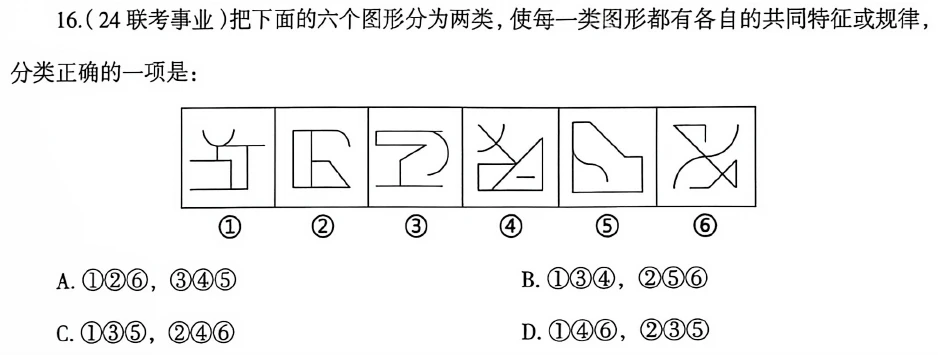 16.(24联考事业)把下面的六个图形分为两类,使每一类图形都有各自的共同特征或规律,
分类正确的一项是:
① ② ③ ④ ⑤ ⑥
A. ①②⑥, ③④⑤ B. ①③④, ②⑤⑥
C. ①③⑤, ②④⑥ D. ①④⑥, ②③⑤